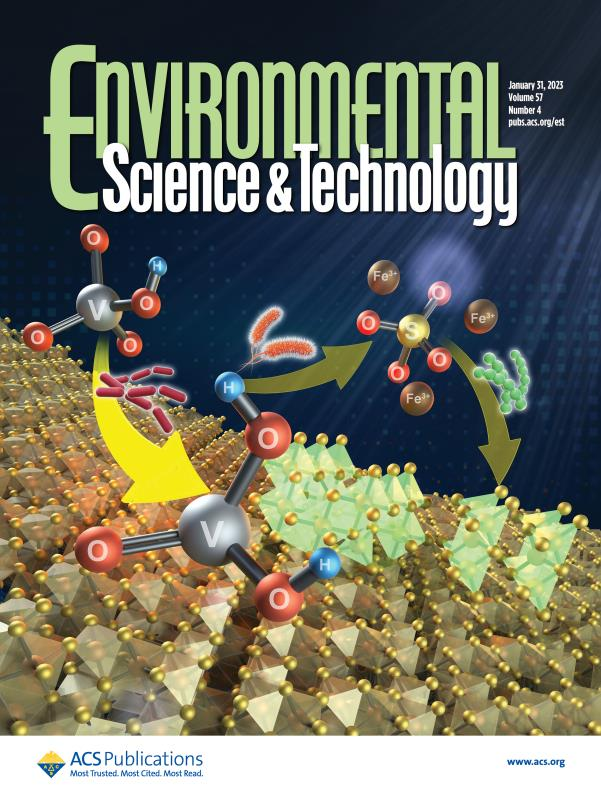 ENVIRONMENTAL
Science & Technology
January 31, 2023
Volume 57
Number 4
pubs.acs.org/est
O
H
V
O
O
O
Fe³⁺
O
Fe³⁺
O
S
O
O
Fe³⁺
H
O
V
O
H
O
ACS
ACS Publications
Most Trusted. Most Cited. Most Read.
www.acs.org